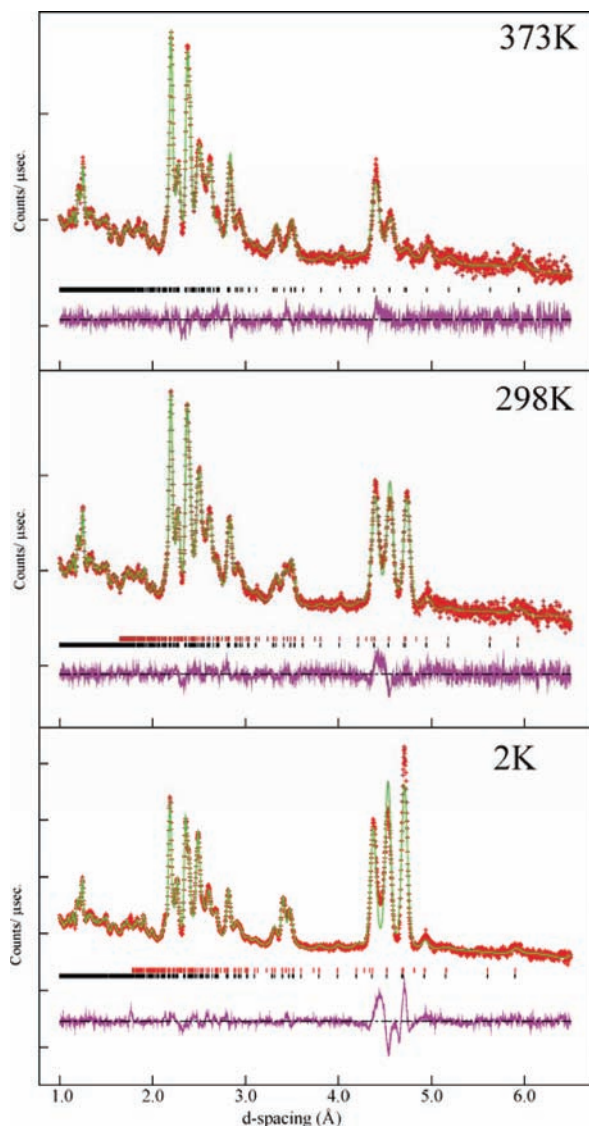 373K
Counts/ μsec.
298K
Counts/ μsec.
2K
Counts/ μsec.
1.0 2.0 3.0 4.0 5.0 6.0
d-spacing (Å)